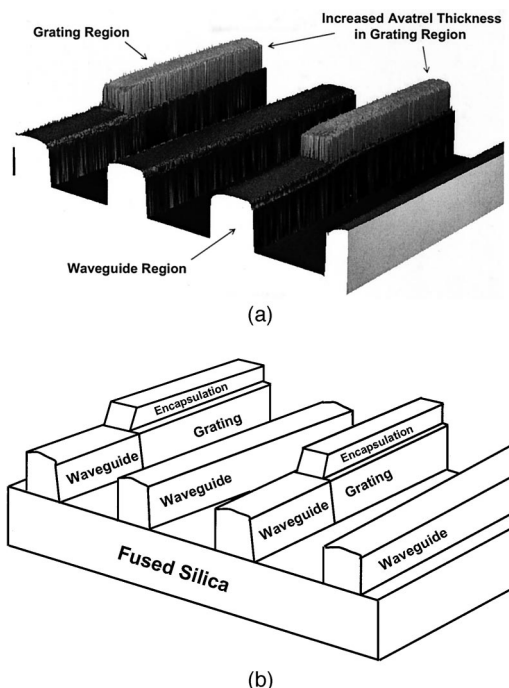 Grating Region
Increased Avatrel Thickness
in Grating Region
Waveguide Region
(a)
Encapsulation
Grating
Waveguide
Encapsulation
Waveguide
Grating
Waveguide
Waveguide
Fused Silica
(b)